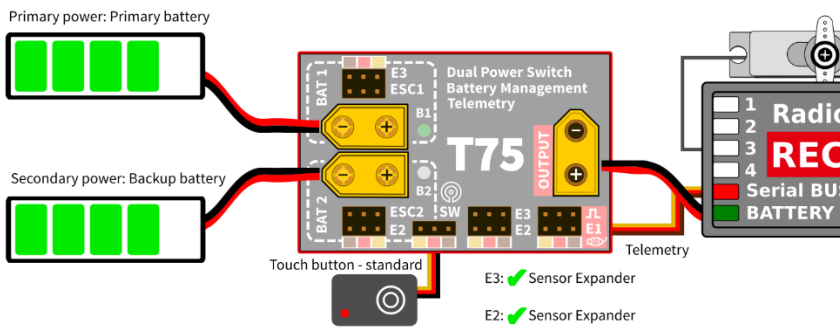 Primary power: Primary battery
Secondary power: Backup battery
BAT 1
E3
ESC1
B1
Dual Power Switch
Battery Management
Telemetry
T75
OUTPUT
BAT 2
B2
ESC2
E2
SW
E3
E2
E1
Touch button - standard
Telemetry
E3: ✔ Sensor Expander
E2: ✔ Sensor Expander
1
2
3
4
Radio
REC
Serial BU
BATTERY